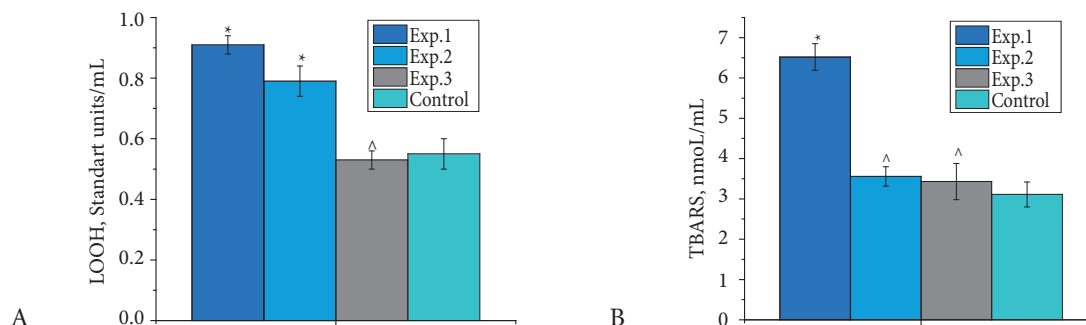 A
LOOH, Standart units/mL
1.0
0.8
0.6
0.4
0.2
0.0
*
*
^
Exp.1
Exp.2
Exp.3
Control
B
TBARS, nmoL/mL
7
6
5
4
3
2
1
0
*
^
^
Exp.1
Exp.2
Exp.3
Control